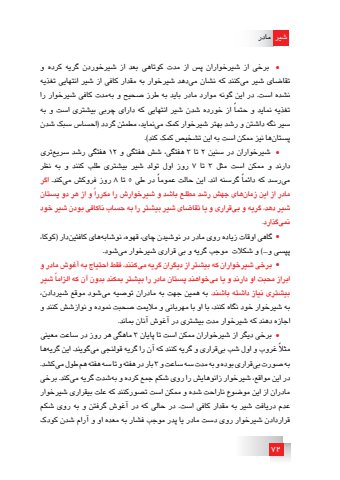 شیر مادر
• برخی از شیرخواران پس از مدت کوتاهی بعد از شیرخوردن گریه کرده و
تقاضای شیر می‌کنند که نشان می‌دهد شیرخوار به مقدار کافی از شیر انتهایی تغذیه
نشده است. در این گونه موارد مادر باید به طرز صحیح و به‌مدت کافی شیرخوار را
تغذیه نماید و حتماً از خورده شدن شیر انتهایی که دارای چربی بیشتری است و به
سیر نگه داشتن و رشد بهتر شیرخوار کمک می‌نماید، مطمئن گردد (احساس سبک شدن
پستان‌ها نیز ممکن است به این تشخیص کمک کند).
• شیرخواران در سنین ۲ تا ۳ هفتگی، شش هفتگی و ۱۲ هفتگی رشد سریع‌تری
دارند و ممکن است مثل ۳ تا ۷ روز اول تولد شیر بیشتری طلب کنند و به نظر
می‌رسد که دائماً گرسنه اند. این حالت عموماً در طی ۵ تا ۸ روز فروکش می‌کند. اگر
مادر از این زمان‌های جهش رشد مطلع باشد و شیرخوارش را مکرراً و از هر دو پستان
شیر بدهد، گریه و بی‌قراری و یا تقاضای شیر بیشتر را به حساب ناکافی بودن شیر خود
نمی‌گذارد.
• گاهی اوقات زیاده روی مادر در نوشیدن چای، قهوه، نوشابه‌های کافئین‌دار (کوکا،
پپسی و...) و شکلات موجب گریه و بی قراری شیرخوار می‌شود.
• برخی شیرخواران که بیشتر از دیگران گریه می‌کنند، فقط احتیاج به آغوش مادر و
ابراز محبت او دارند و یا می‌خواهند پستان مادر را بیشتر بمکند بدون آن که الزاماً شیر
بیشتری نیاز داشته باشند. به همین جهت به مادران توصیه می‌شود موقع شیردادن،
به شیرخوار خود نگاه کنند، با او با مهربانی و ملایمت صحبت نموده و نوازشش کنند و
اجازه دهند که شیرخوار مدت بیشتری در آغوش آنان بماند.
• برخی دیگر از شیرخواران ممکن است تا پایان ۳ ماهگی هر روز در ساعت معینی
مثلاً غروب و اول شب بی‌قراری و گریه کنند که آن را گریه قولنجی می‌گویند. این گریه‌ها
به صورت بی‌قراری بوده و به مدت سه ساعت و ۳ بار در هفته و تا سه هفته هم طول می‌کشد.
در این مواقع، شیرخوار زانوهایش را روی شکم جمع کرده و به‌شدت گریه می‌کند. برخی
مادران از این موضوع ناراحت شده و ممکن است تصورکنند که علت بیقراری شیرخوار
عدم دریافت شیر به مقدار کافی است. در حالی که در آغوش گرفتن و به روی شکم
قراردادن شیرخوار روی دست مادر یا پدر موجب فشار به معده او و آرام شدن کودک
۷۲